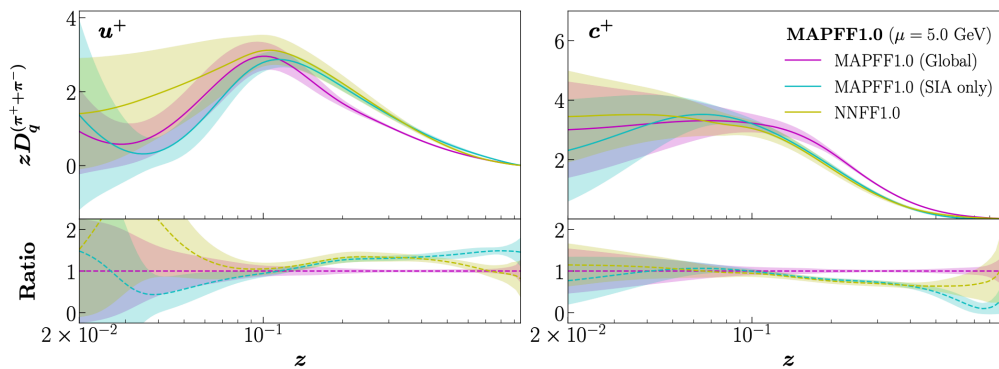 u⁺
4
2
0
zD_q^(π⁺+π⁻)
c⁺
6
4
2
MAPFF1.0 (μ = 5.0 GeV)
MAPFF1.0 (Global)
MAPFF1.0 (SIA only)
NNFF1.0
Ratio
2
1
0
2
1
0
2 × 10⁻²
10⁻¹
2 × 10⁻²
10⁻¹
z
z